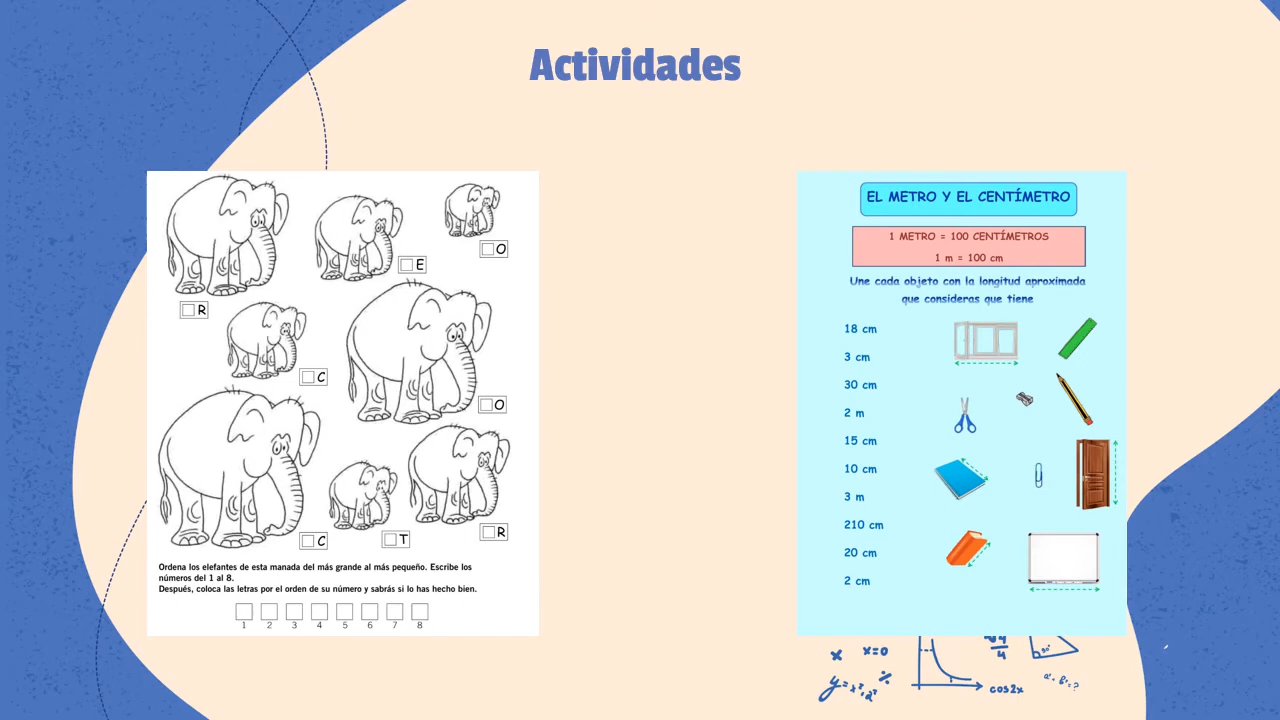 Actividades
O
E
R
C
O
C
T
R
Ordena los elefantes de esta manada del más grande al más pequeño. Escribe los
números del 1 al 8.
Después, coloca las letras por el orden de su número y sabrás si lo has hecho bien.
1 2 3 4 5 6 7 8
EL METRO Y EL CENTÍMETRO
1 METRO = 100 CENTÍMETROS
1 m = 100 cm
Une cada objeto con la longitud aproximada
que consideras que tiene
18 cm
3 cm
30 cm
2 m
15 cm
10 cm
3 m
210 cm
20 cm
2 cm
x x=0
cos2x